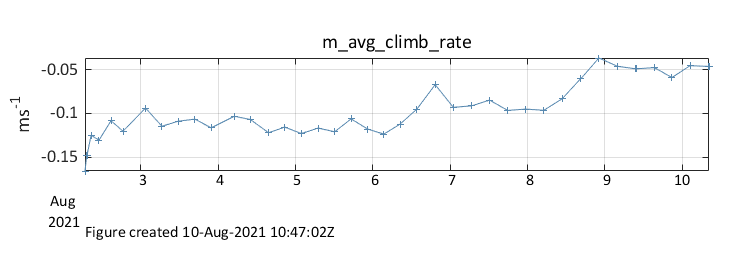 m_avg_climb_rate
ms-1
-0.05
-0.1
-0.15
3 4 5 6 7 8 9 10
Aug
2021
Figure created 10-Aug-2021 10:47:02Z